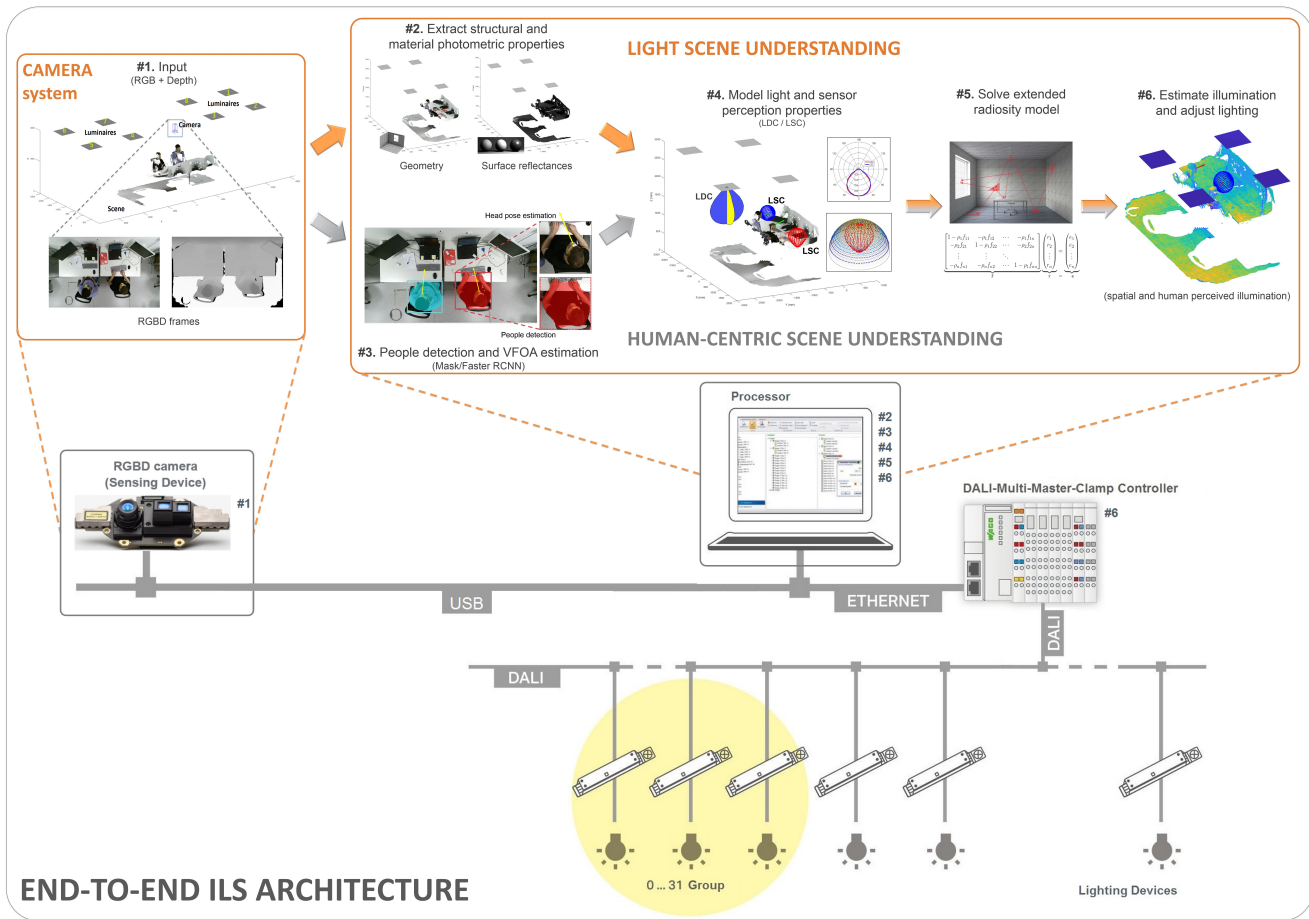 CAMERA
system
#1. Input
(RGB + Depth)
Luminaires
Luminaires
Camera
Scene
RGBD frames
#2. Extract structural and
material photometric properties
Geometry
Surface reflectances
LIGHT SCENE UNDERSTANDING
Head pose estimation
People detection
#3. People detection and VFOA estimation
(Mask/Faster RCNN)
#4. Model light and sensor
perception properties
(LDC / LSC)
LDC
LSC
LSC
#5. Solve extended
radiosity model
#6. Estimate illumination
and adjust lighting
(spatial and human perceived illumination)
HUMAN-CENTRIC SCENE UNDERSTANDING
RGBD camera
(Sensing Device)
#1
Processor
#2
#3
#4
#5
#6
DALI-Multi-Master-Clamp Controller
#6
USB
ETHERNET
DALI
DALI
0 ... 31 Group
Lighting Devices
END-TO-END ILS ARCHITECTURE